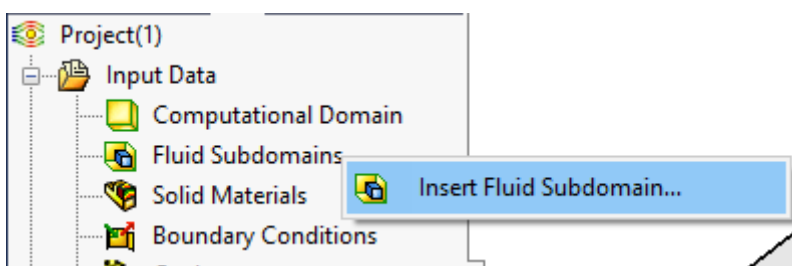 Project(1)
Input Data
Computational Domain
Fluid Subdomains
Insert Fluid Subdomain...
Solid Materials
Boundary Conditions